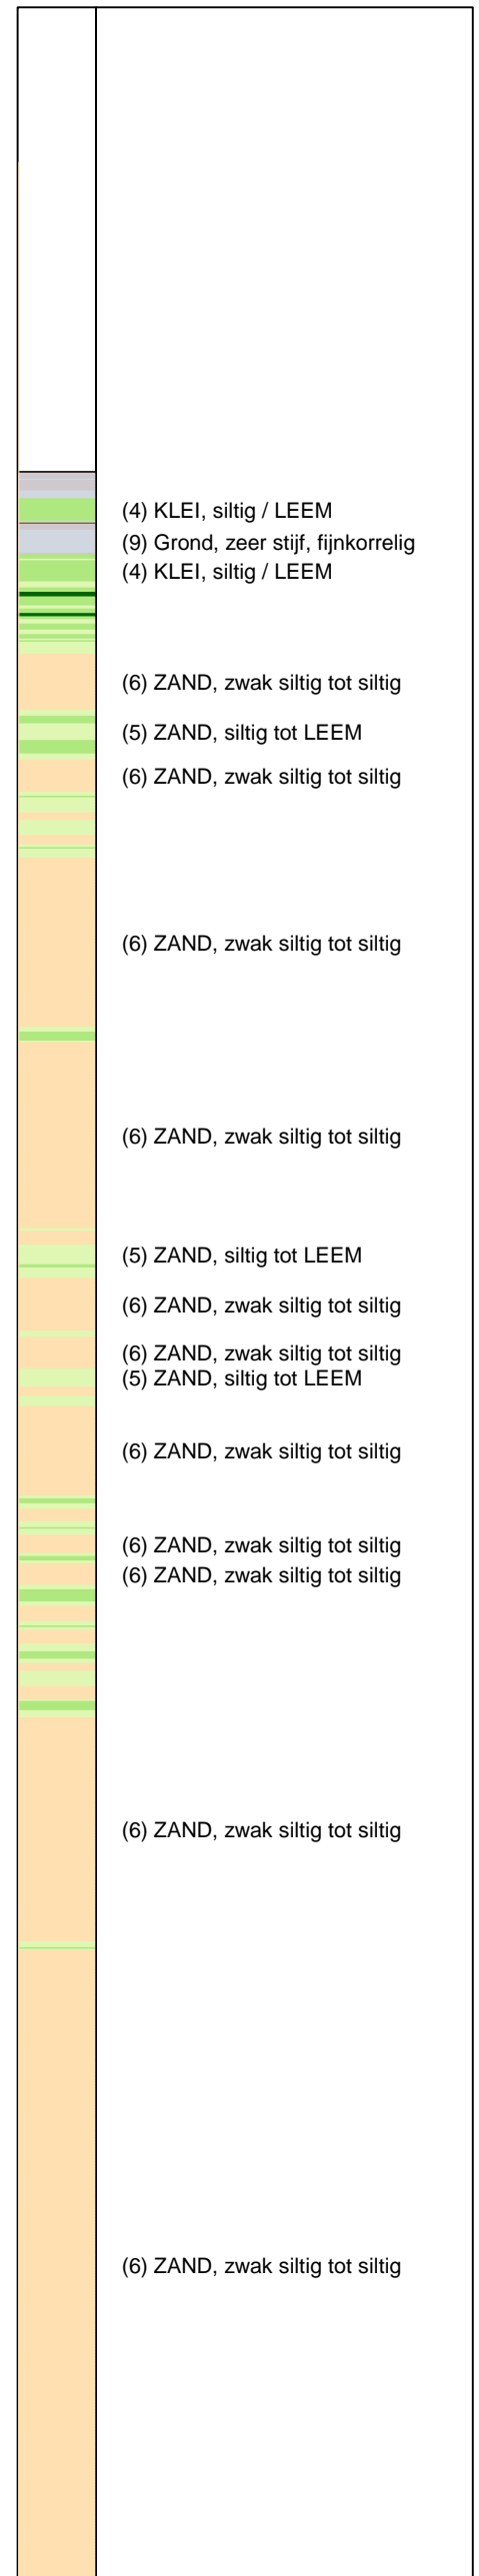 (4) KLEI, siltig / LEEM
(9) Grond, zeer stijf, fijnkorrelig
(4) KLEI, siltig / LEEM
(6) ZAND, zwak siltig tot siltig
(5) ZAND, siltig tot LEEM
(6) ZAND, zwak siltig tot siltig
(6) ZAND, zwak siltig tot siltig
(6) ZAND, zwak siltig tot siltig
(5) ZAND, siltig tot LEEM
(6) ZAND, zwak siltig tot siltig
(6) ZAND, zwak siltig tot siltig
(5) ZAND, siltig tot LEEM
(6) ZAND, zwak siltig tot siltig
(6) ZAND, zwak siltig tot siltig
(6) ZAND, zwak siltig tot siltig
(6) ZAND, zwak siltig tot siltig
(6) ZAND, zwak siltig tot siltig